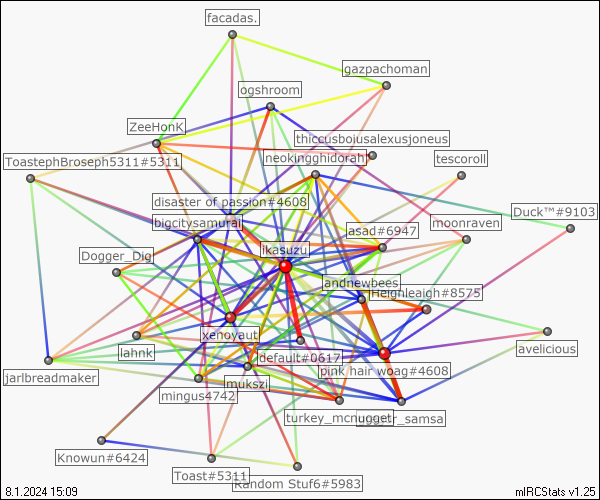 facadas.
gazpachoman
ogshroom
ZeeHonK
thiccusboiusalexusjoneus
neokingghidorah
ToastephBroseph5311#5311
tescoroll
disaster of passion#4608
Duck™#9103
bigcitysamurai
asad#6947
moonraven
ikasuzu
Dogger_Dig
andnewbees
Heighleigh#8575
xenoyaut
lahnk
default#0617
avelicious
jarlbreadmaker
pink hair woag#4608
mukszi
mingus4742
turkey_mcnugget
samsa
Knowun#6424
Toast#5311
Random Stuf6#5983
8.1.2024 15:09
mIRCStats v1.25